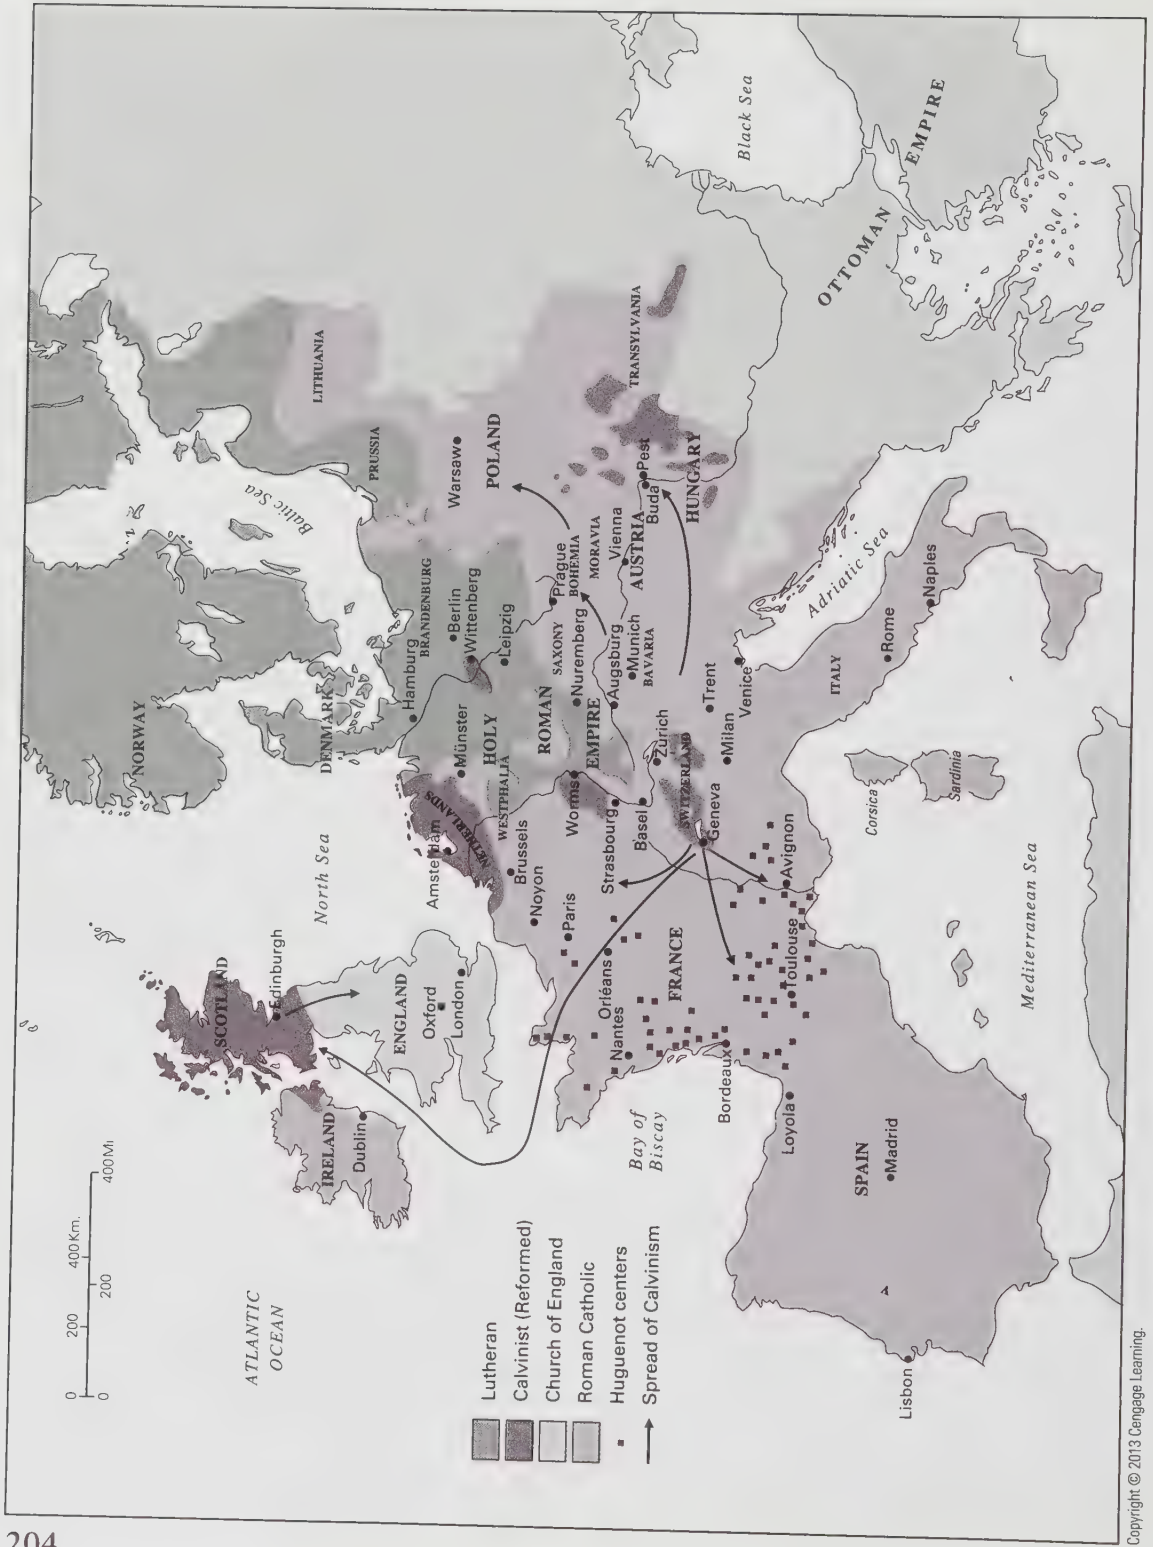 204
0 200 400Km.
0 200 400Mi
ATLANTIC
OCEAN
Lutheran
Calvinist (Reformed)
Church of England
Roman Catholic
Huguenot centers
Spread of Calvinism
NORWAY
DENMARK
Baltic Sea
North Sea
SCOTLAND
Edinburgh
IRELAND
Dublin
ENGLAND
Oxford
London
NETHERLANDS
Amsterdam
Brussels
Noyon
Paris
Orléans
Nantes
FRANCE
Bay of
Biscay
Bordeaux
Toulouse
Avignon
Loyola
SPAIN
Madrid
Lisbon
Hamburg
BRANDENBURG
Berlin
Wittenberg
Leipzig
Münster
WESTPHALIA
HOLY
ROMAN
EMPIRE
SAXONY
Worms
Nuremberg
Strasbourg
Augsburg
Munich
BAVARIA
Basel
Zürich
SWITZERLAND
Geneva
Prague
BOHEMIA
MORAVIA
Vienna
AUSTRIA
Buda
Pest
HUNGARY
TRANSYLVANIA
LITHUANIA
PRUSSIA
Warsaw
POLAND
Trent
Milan
Venice
ITALY
Rome
Naples
Adriatic Sea
Corsica
Sardinia
Mediterranean Sea
Black Sea
OTTOMAN
EMPIRE
Copyright © 2013 Cengage Learning.